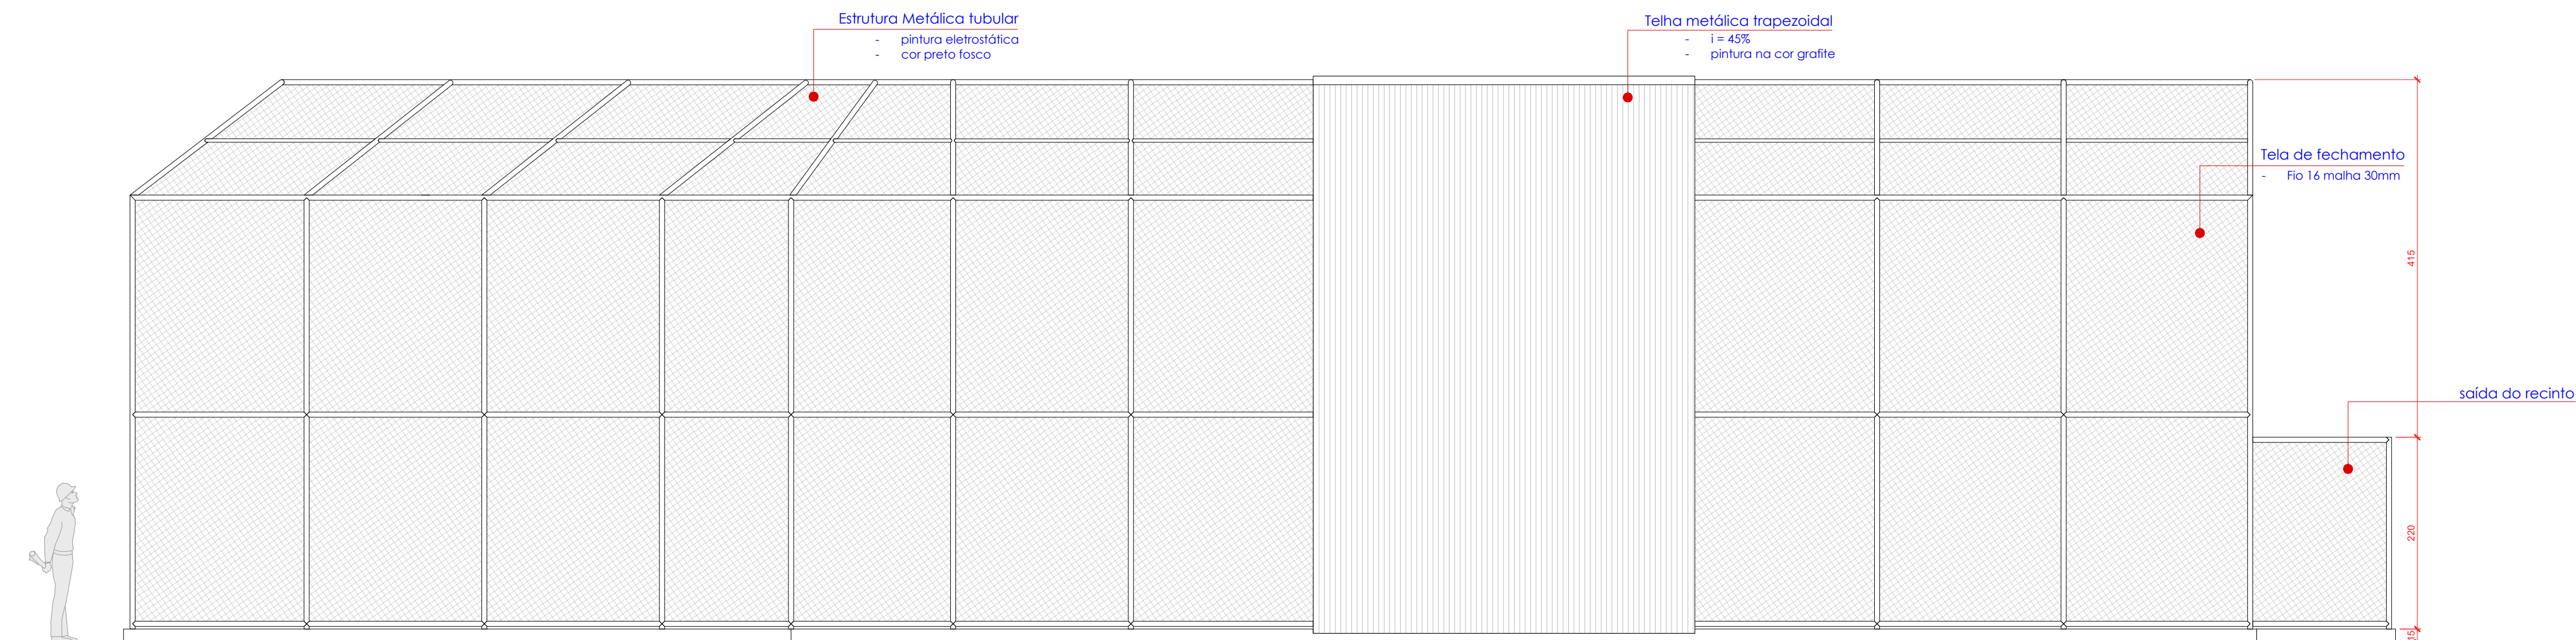 Estrutura Metálica tubular
- pintura eletrostática
- cor preto fosco
Telha metálica trapezoidal
- i = 45%
- pintura na cor grafite
Tela de fechamento
- Fio 16 malha 30mm
415
saída do recinto
220
15